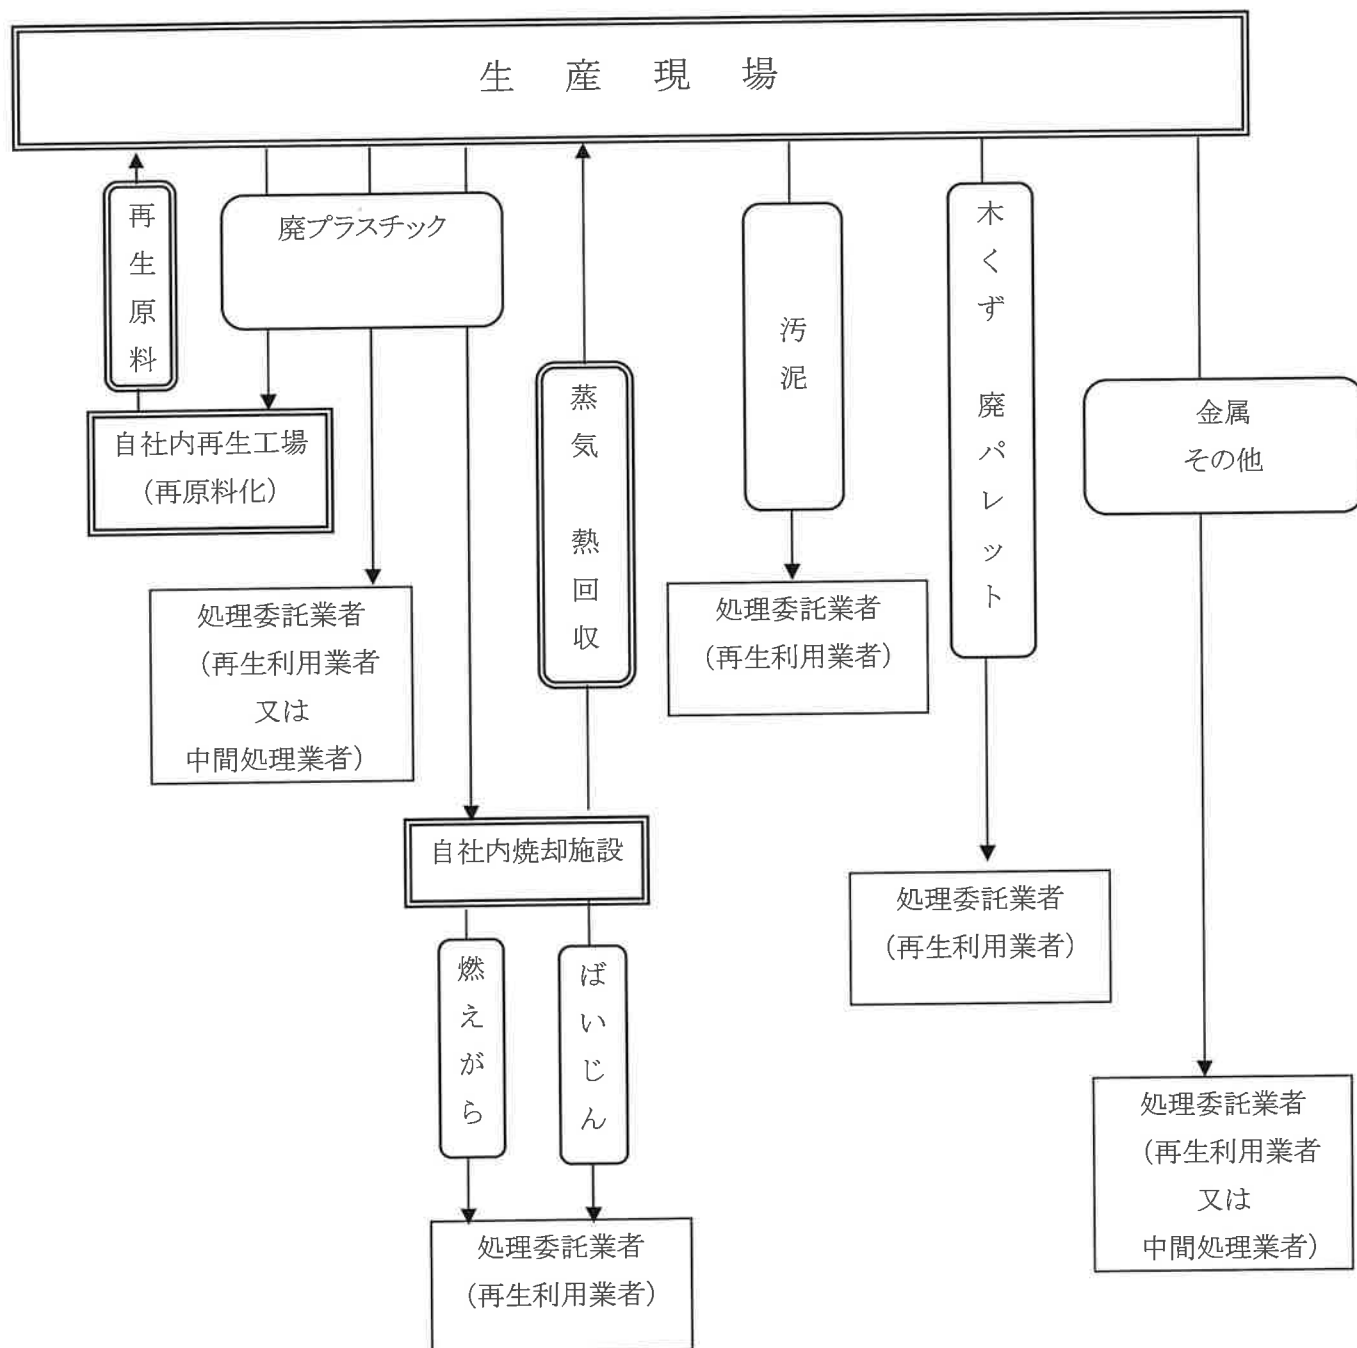 生産現場
再生原料
廃プラスチック
自社内再生工場
（再原料化）
処理委託業者
（再生利用業者
又は
中間処理業者）
蒸気　熱回収
自社内焼却施設
燃えがら
ばいじん
処理委託業者
（再生利用業者）
汚泥
処理委託業者
（再生利用業者）
木くず　廃パレット
処理委託業者
（再生利用業者）
金属
その他
処理委託業者
（再生利用業者
又は
中間処理業者）